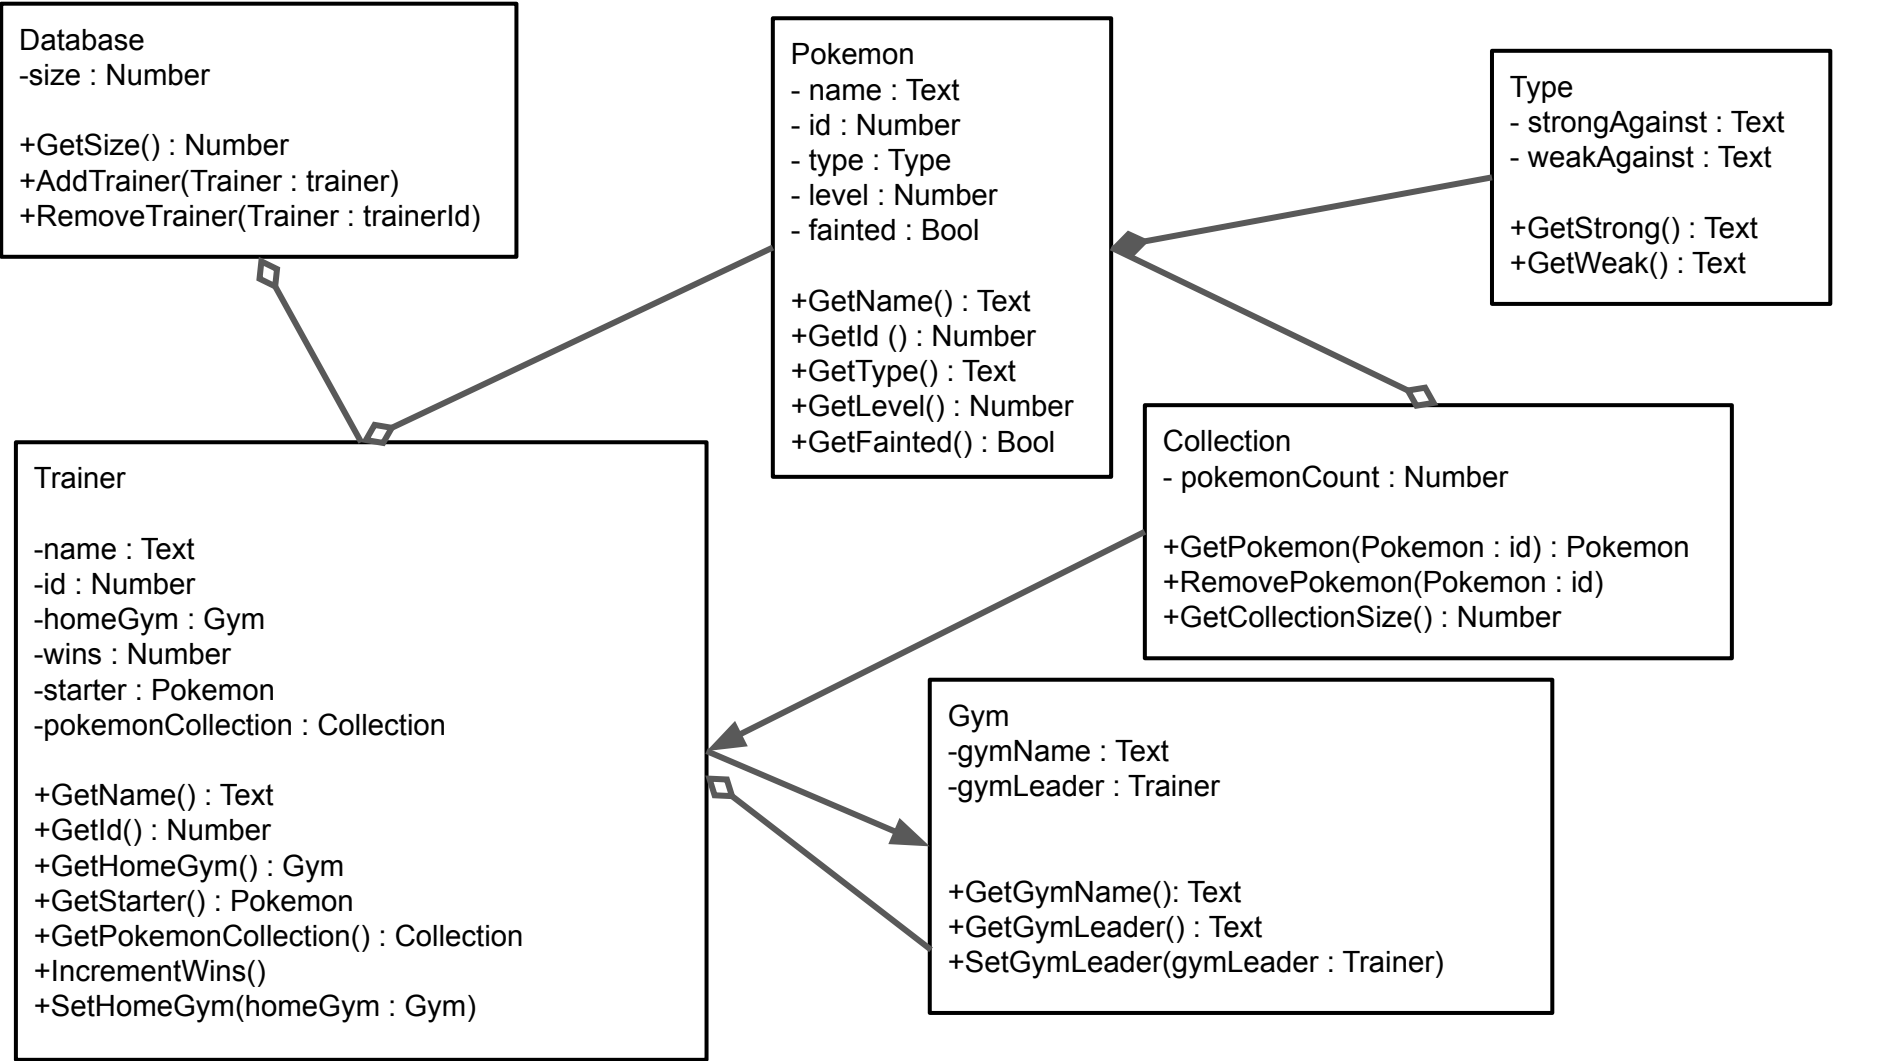 Database
-size : Number
+GetSize() : Number
+AddTrainer(Trainer : trainer)
+RemoveTrainer(Trainer : trainerId)
Pokemon
- name : Text
- id : Number
- type : Type
- level : Number
- fainted : Bool
+GetName() : Text
+GetId () : Number
+GetType() : Text
+GetLevel() : Number
+GetFainted() : Bool
Type
- strongAgainst : Text
- weakAgainst : Text
+GetStrong() : Text
+GetWeak() : Text
Trainer
-name : Text
-id : Number
-homeGym : Gym
-wins : Number
-starter : Pokemon
-pokemonCollection : Collection
+GetName() : Text
+GetId() : Number
+GetHomeGym() : Gym
+GetStarter() : Pokemon
+GetPokemonCollection() : Collection
+IncrementWins()
+SetHomeGym(homeGym : Gym)
Collection
- pokemonCount : Number
+GetPokemon(Pokemon : id) : Pokemon
+RemovePokemon(Pokemon : id)
+GetCollectionSize() : Number
Gym
-gymName : Text
-gymLeader : Trainer
+GetGymName(): Text
+GetGymLeader() : Text
+SetGymLeader(gymLeader : Trainer)